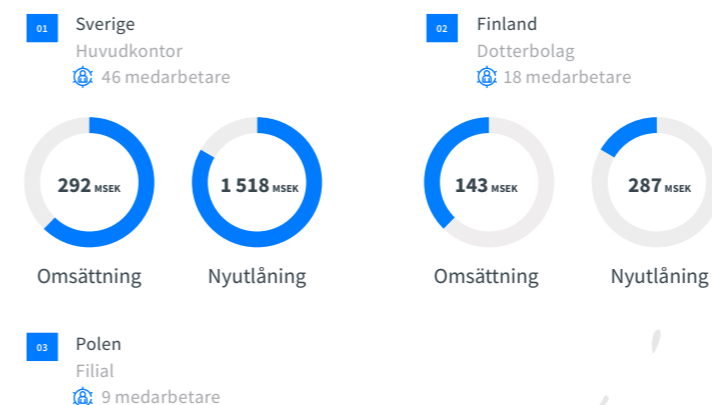 01 Sverige
Huvudkontor
46 medarbetare
292 MSEK
Omsättning
1 518 MSEK
Nyutlåning
02 Finland
Dotterbolag
18 medarbetare
143 MSEK
Omsättning
287 MSEK
Nyutlåning
03 Polen
Filial
9 medarbetare